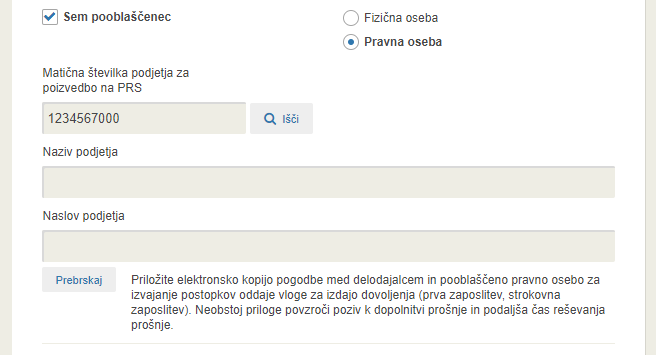 Sem pooblaščenec
Fizična oseba
Pravna oseba
Matična številka podjetja za
poizvedbo na PRS
1234567000
Išči
Naziv podjetja
Naslov podjetja
Prebrskaj
Priložite elektronsko kopijo pogodbe med delodajalcem in pooblaščeno pravno osebo za
izvajanje postopkov oddaje vloge za izdajo dovoljenja (prva zaposlitev, strokovna
zaposlitev). Neobstoj priloge povzroči poziv k dopolnitvi prošnje in podaljša čas reševanja
prošnje.